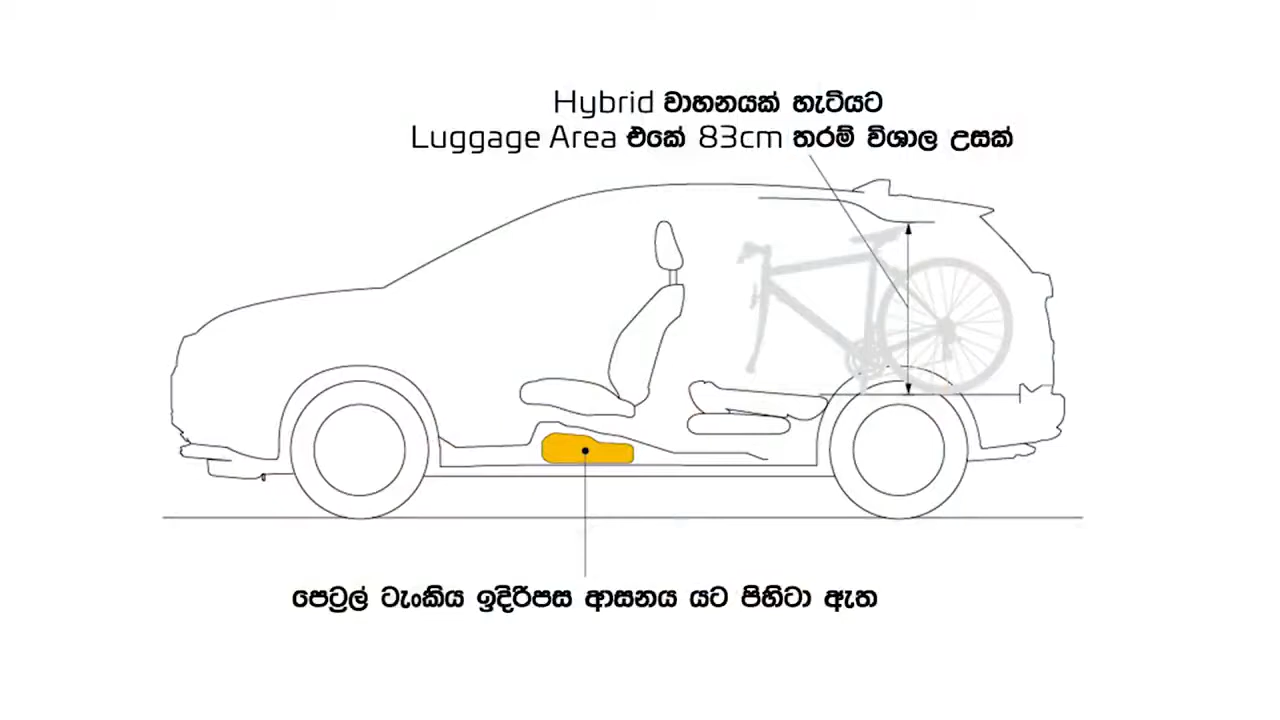 Hybrid වාහනයක් හැටියට
Luggage Area එකේ 83cm තරම් විශාල උසක්
පෙට්‍රල් ටැංකිය ඉදිරිපස ආසනය යට පිහිටා ඇත